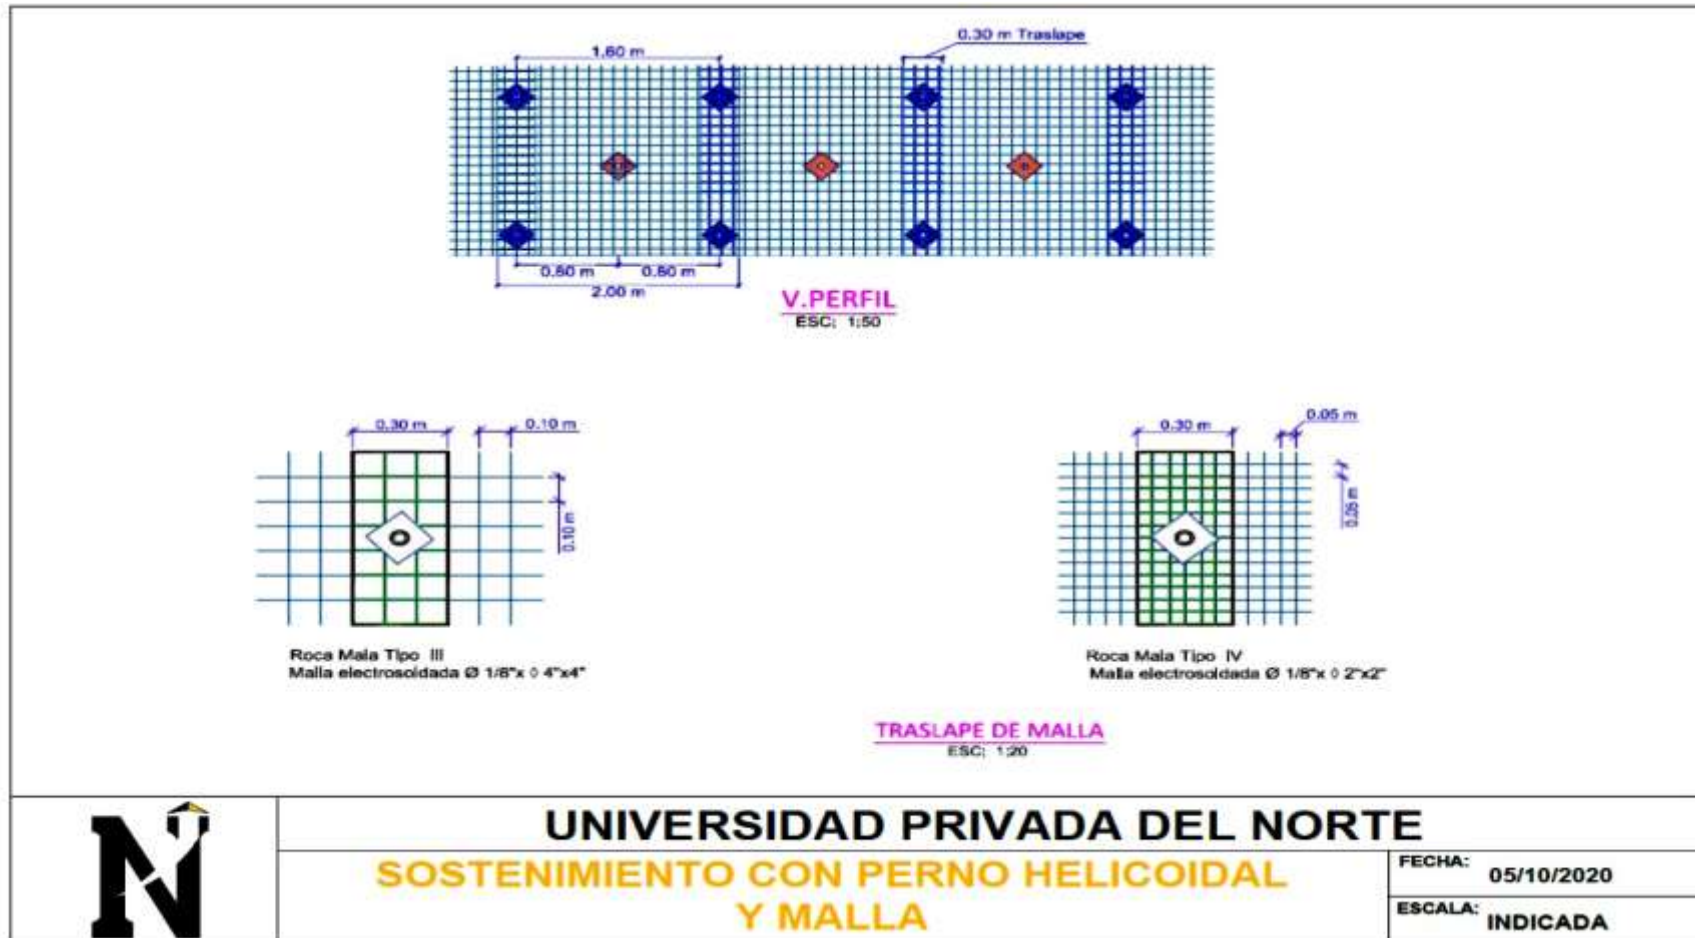 0.30 m Traslape
1.60 m
0.80 m
0.80 m
2.00 m
V.PERFIL
ESC; 1:50
0.30 m
0.10 m
0.10 m
Roca Mala Tipo III
Malla electrosoldada Ø 1/8"x ◊ 4"x4"
0.30 m
0.05 m
0.05 m
Roca Mala Tipo IV
Malla electrosoldada Ø 1/8"x ◊ 2"x2"
TRASLAPE DE MALLA
ESC; 1:20
N
UNIVERSIDAD PRIVADA DEL NORTE
SOSTENIMIENTO CON PERNO HELICOIDAL
Y MALLA
FECHA: 05/10/2020
ESCALA: INDICADA